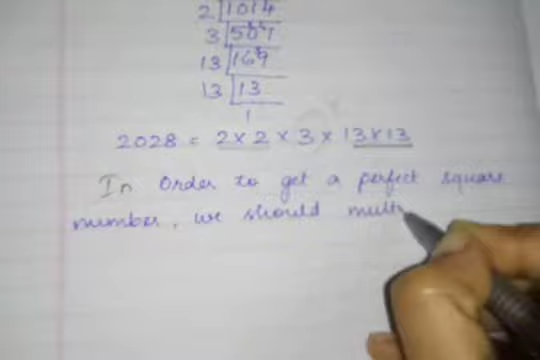 2 1014
3 507
13 169
13 13
1
2028 = 2 × 2 × 3 × 13 × 13
In order to get a perfect square
number, we should mult